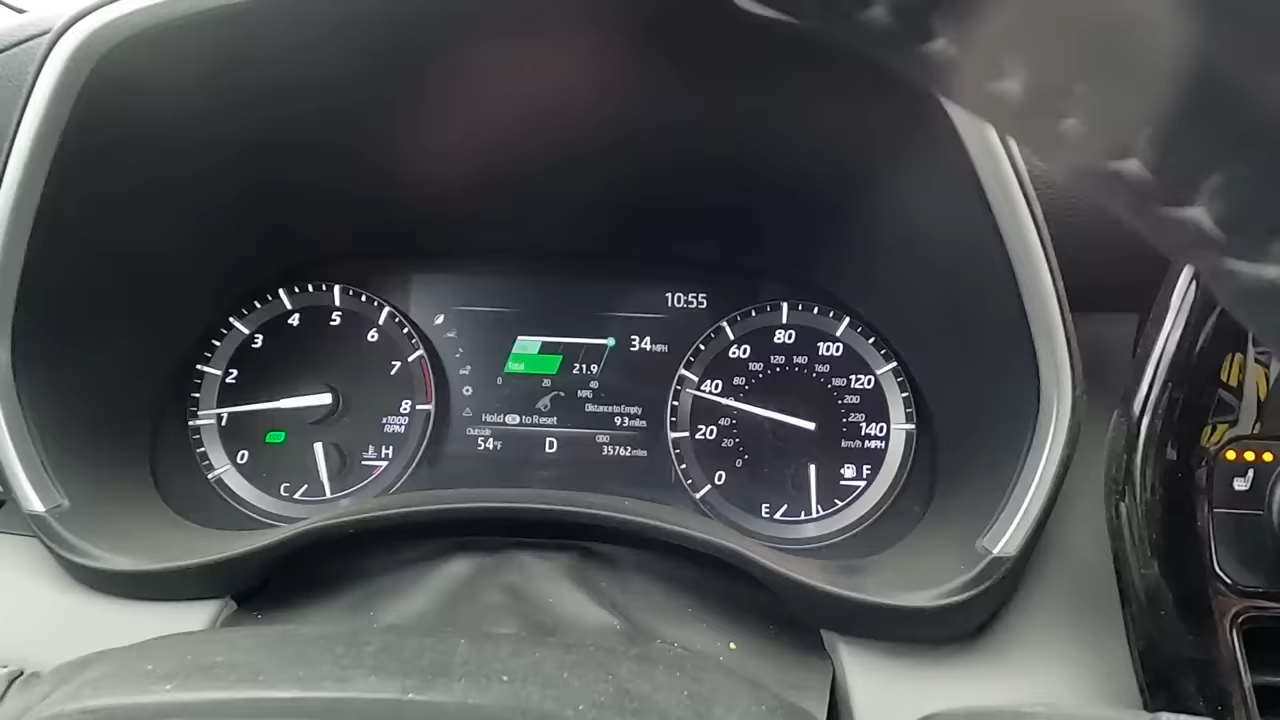 0
1
2
3
4
5
6
7
8
x1000
RPM
C
H
10:55
34 MPH
Total
21.9
0 20 40
MPG
Hold OK to Reset
Distance to Empty
93 miles
Outside
54°F
D
ODO
35762 miles
0
20
40
60
80
100
120
140
km/h MPH
0
20
40
60
80
100
120
140
160
180
200
220
E
F